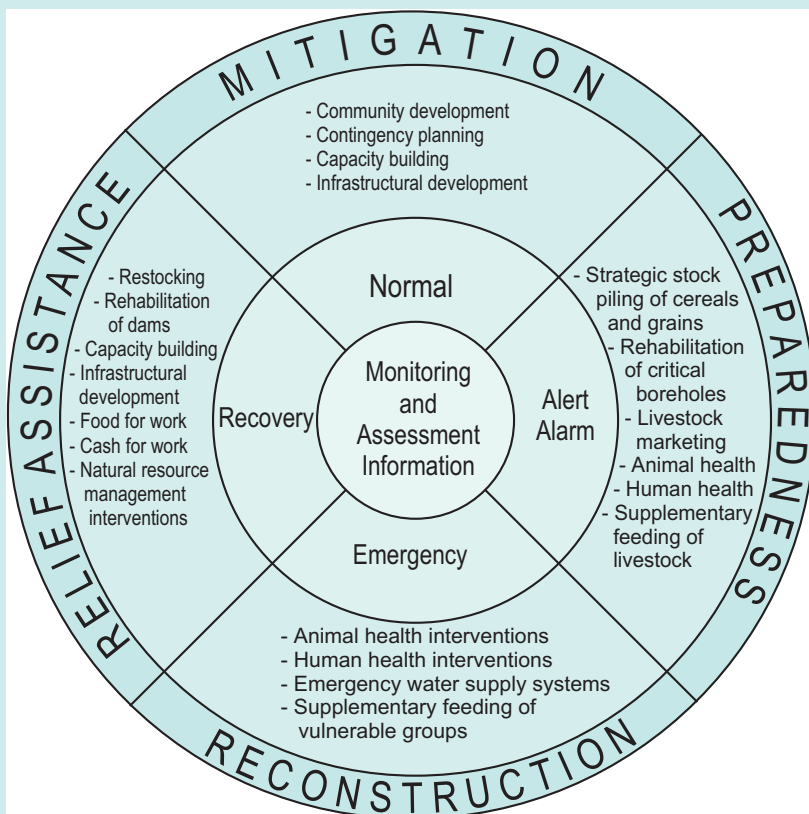 MITIGATION
- Community development
- Contingency planning
- Capacity building
- Infrastructural development
PREPAREDNESS
- Strategic stock
piling of cereals
and grains
- Rehabilitation
of critical
boreholes
- Livestock
marketing
- Animal health
- Human health
- Supplementary
feeding of
livestock
RELIEF ASSISTANCE
- Restocking
- Rehabilitation
of dams
- Capacity building
- Infrastructural
development
- Food for work
- Cash for work
- Natural resource
management
interventions
Normal
Alert
Alarm
Recovery
Monitoring
and
Assessment
Information
Emergency
- Animal health interventions
- Human health interventions
- Emergency water supply systems
- Supplementary feeding of
vulnerable groups
RECONSTRUCTION